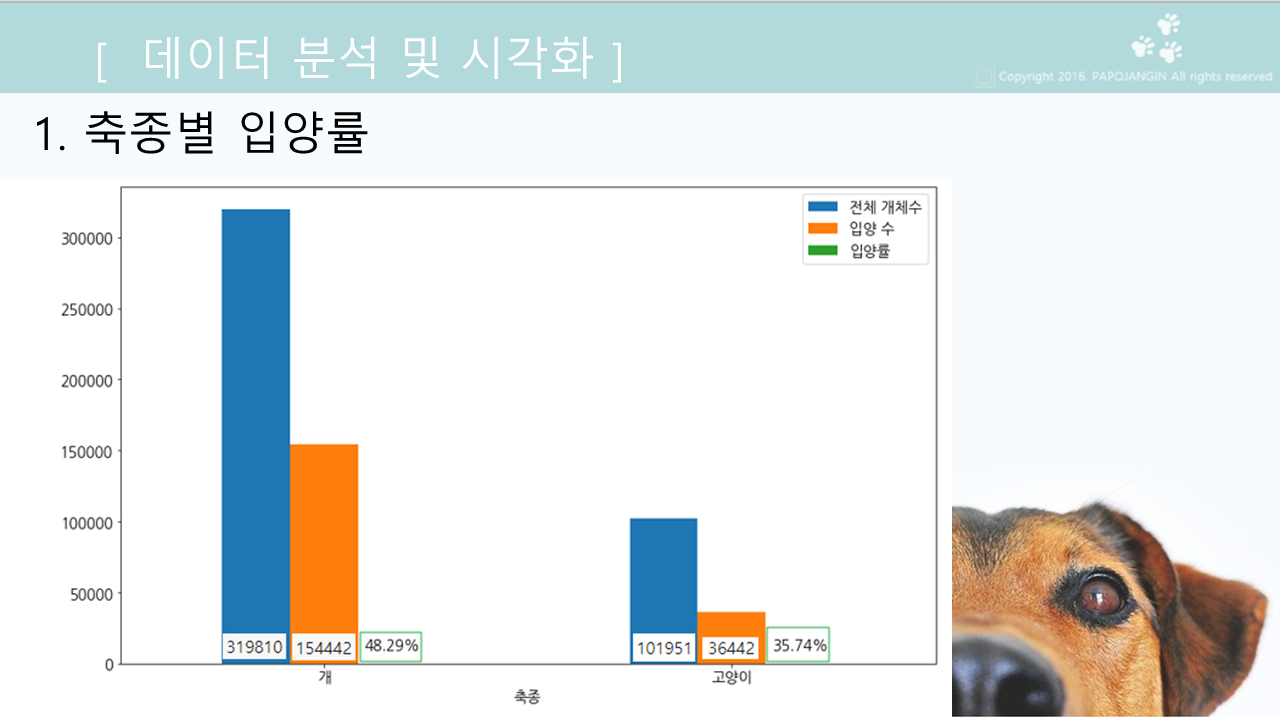 [ 데이터 분석 및 시각화 ]
Copyright 2016. PAPOJANGIN All rights reserved.
1. 축종별 입양률
전체 개체수
입양 수
입양률
300000
250000
200000
150000
100000
50000
0
319810 154442 48.29% 101951 36442 35.74%
개 고양이
축종